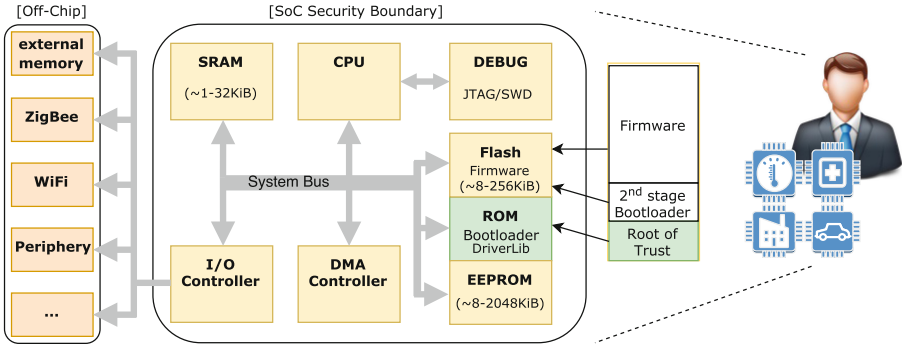 [Off-Chip]
[SoC Security Boundary]
external
memory
ZigBee
WiFi
Periphery
...
SRAM
(~1-32KiB)
CPU
DEBUG
JTAG/SWD
System Bus
Flash
Firmware
(~8-256KiB)
ROM
Bootloader
DriverLib
EEPROM
(~8-2048KiB)
I/O
Controller
DMA
Controller
Firmware
2nd stage
Bootloader
Root of
Trust